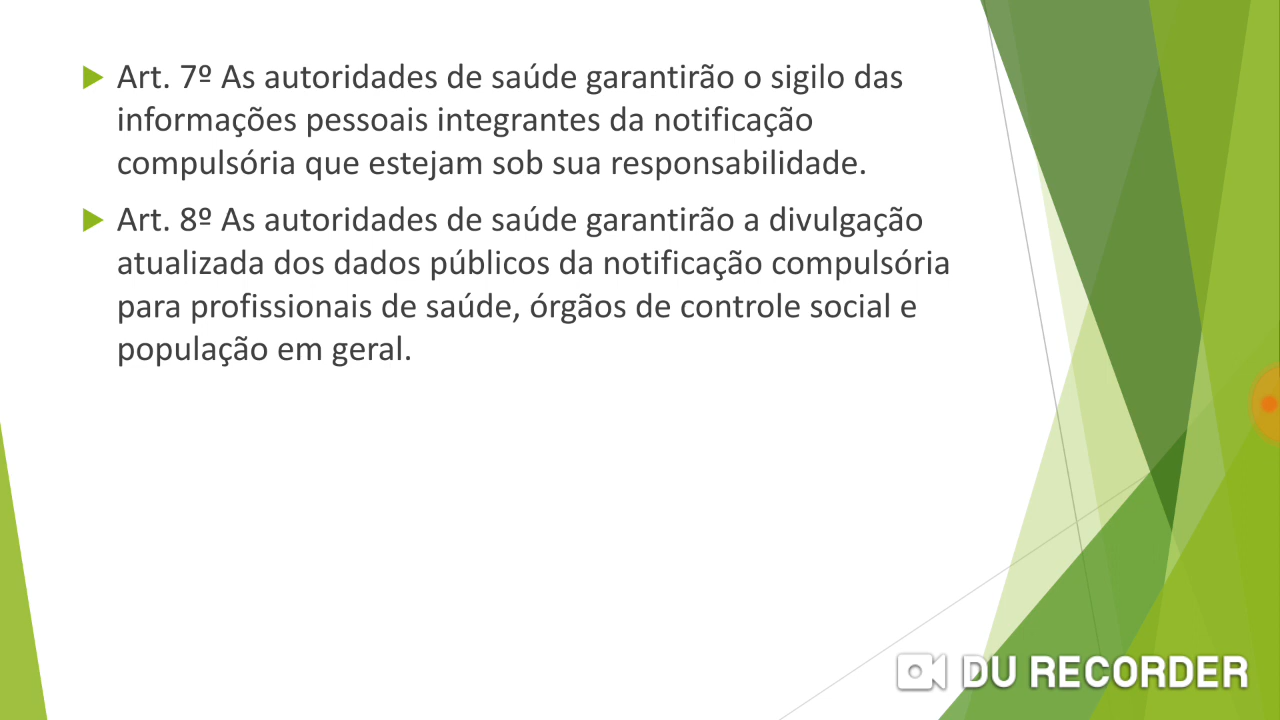 Art. 7º As autoridades de saúde garantirão o sigilo das
informações pessoais integrantes da notificação
compulsória que estejam sob sua responsabilidade.
Art. 8º As autoridades de saúde garantirão a divulgação
atualizada dos dados públicos da notificação compulsória
para profissionais de saúde, órgãos de controle social e
população em geral.
DU RECORDER